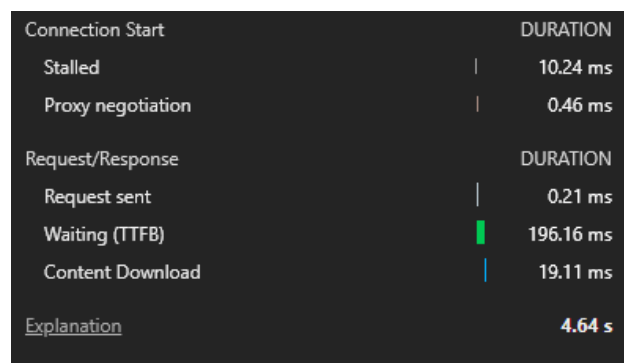 Connection Start DURATION
Stalled 10.24 ms
Proxy negotiation 0.46 ms
Request/Response DURATION
Request sent 0.21 ms
Waiting (TTFB) 196.16 ms
Content Download 19.11 ms
Explanation 4.64 s